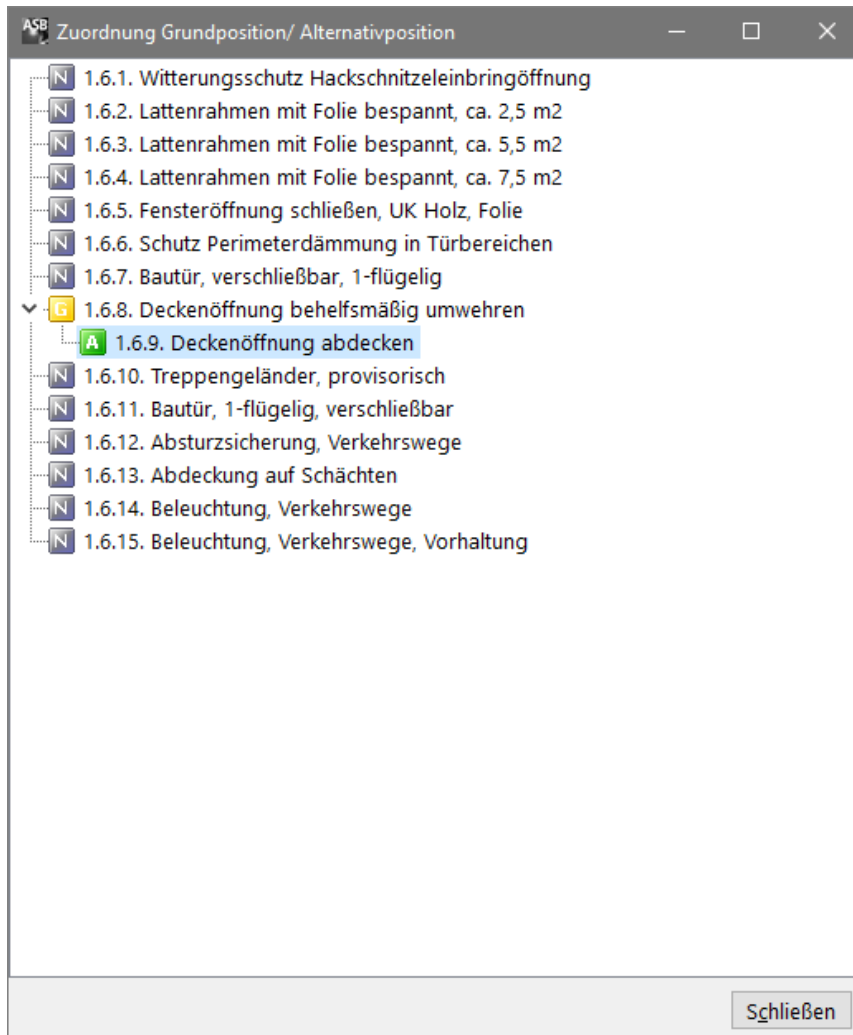 ASB Zuordnung Grundposition/ Alternativposition
N 1.6.1. Witterungsschutz Hackschnitzeleinbringöffnung
N 1.6.2. Lattenrahmen mit Folie bespannt, ca. 2,5 m2
N 1.6.3. Lattenrahmen mit Folie bespannt, ca. 5,5 m2
N 1.6.4. Lattenrahmen mit Folie bespannt, ca. 7,5 m2
N 1.6.5. Fensteröffnung schließen, UK Holz, Folie
N 1.6.6. Schutz Perimeterdämmung in Türbereichen
N 1.6.7. Bautür, verschließbar, 1-flügelig
G 1.6.8. Deckenöffnung behelfsmäßig umwehren
A 1.6.9. Deckenöffnung abdecken
N 1.6.10. Treppengeländer, provisorisch
N 1.6.11. Bautür, 1-flügelig, verschließbar
N 1.6.12. Absturzsicherung, Verkehrswege
N 1.6.13. Abdeckung auf Schächten
N 1.6.14. Beleuchtung, Verkehrswege
N 1.6.15. Beleuchtung, Verkehrswege, Vorhaltung
Schließen